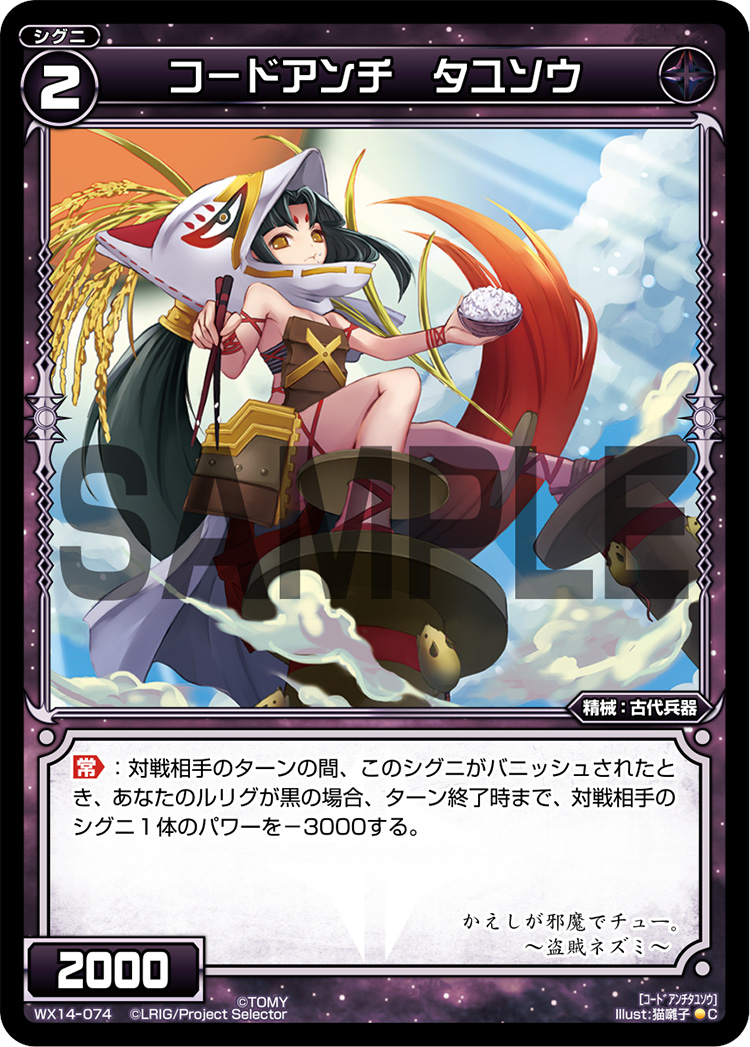 シグニ
2
コードアンチ　タユソウ
SAMPLE
精械：古代兵器
常：対戦相手のターンの間、このシグニがバニッシュされたと
き、あなたのルリグが黒の場合、ターン終了時まで、対戦相手の
シグニ１体のパワーを－3000する。
かえしが邪魔でチュー。
～盗賊ネズミ～
2000
©TOMY
[コードアンチタユソウ]
WX14-074 ©LRIG/Project Selector
Illust:猫囃子 C